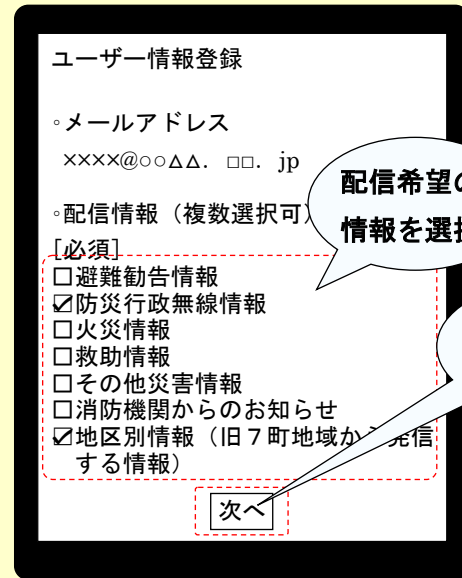 ユーザー情報登録
◦メールアドレス
××××@○○△△．□□．jp
◦配信情報（複数選択可）
[必須]
□避難勧告情報
☑防災行政無線情報
□火災情報
□救助情報
□その他災害情報
□消防機関からのお知らせ
☑地区別情報（旧７町地域から発信
する情報）
次へ
配信希望の
情報を選択